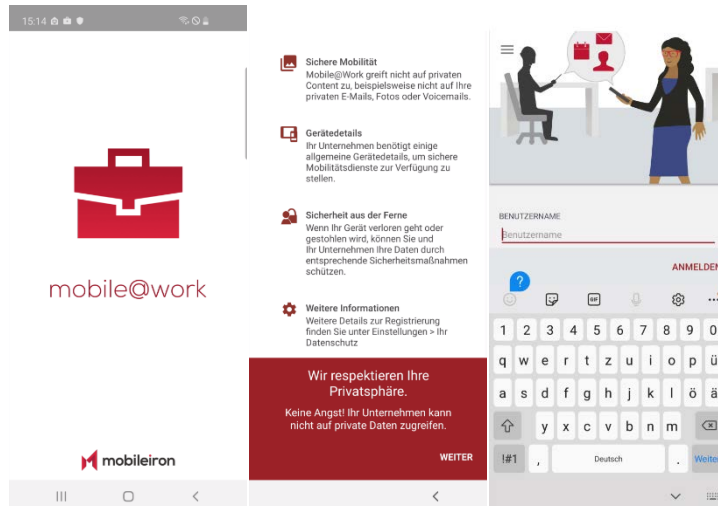 15:14
mobile@work
mobileiron
Sichere Mobilität
Mobile@Work greift nicht auf privaten
Content zu, beispielsweise nicht auf Ihre
privaten E-Mails, Fotos oder Voicemails.
Gerätedetails
Ihr Unternehmen benötigt einige
allgemeine Gerätedetails, um sichere
Mobilitätsdienste zur Verfügung zu
stellen.
Sicherheit aus der Ferne
Wenn Ihr Gerät verloren geht oder
gestohlen wird, können Sie und
Ihr Unternehmen Ihre Daten durch
entsprechende Sicherheitsmaßnahmen
schützen.
Weitere Informationen
Weitere Details zur Registrierung
finden Sie unter Einstellungen > Ihr
Datenschutz
Wir respektieren Ihre
Privatsphäre.
Keine Angst! Ihr Unternehmen kann
nicht auf private Daten zugreifen.
WEITER
BENUTZERNAME
Benutzername
ANMELDEN
?
GIF
1 2 3 4 5 6 7 8 9 0
q w e r t z u i o p ü
a s d f g h j k l ö ä
y x c v b n m
!#1 , Deutsch . Weiter